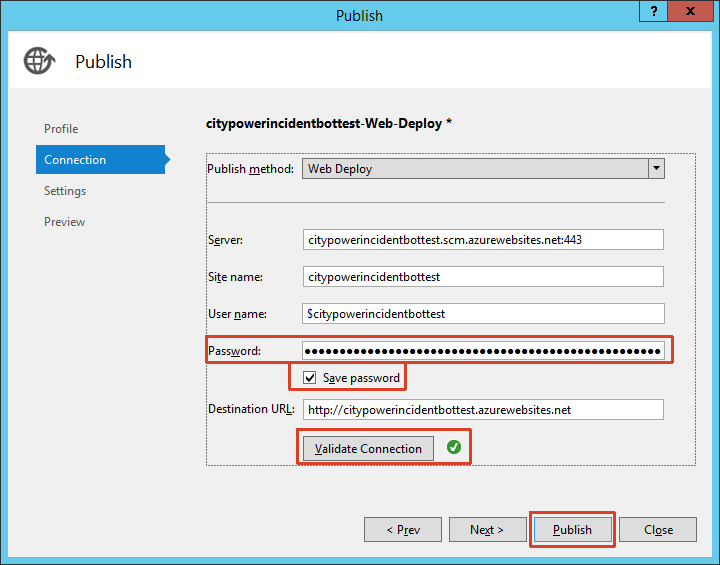 Publish
? x
Publish
Profile
Connection
Settings
Preview
citypowerincidentbottest-Web-Deploy *
Publish method: Web Deploy
Server: citypowerincidentbottest.scm.azurewebsites.net:443
Site name: citypowerincidentbottest
User name: $citypowerincidentbottest
Password: ●●●●●●●●●●●●●●●●●●●●●●●●●●●●●●●●●●●●●●●●●●●●●●●●●●●
Save password
Destination URL: http://citypowerincidentbottest.azurewebsites.net
Validate Connection
< Prev Next > Publish Close